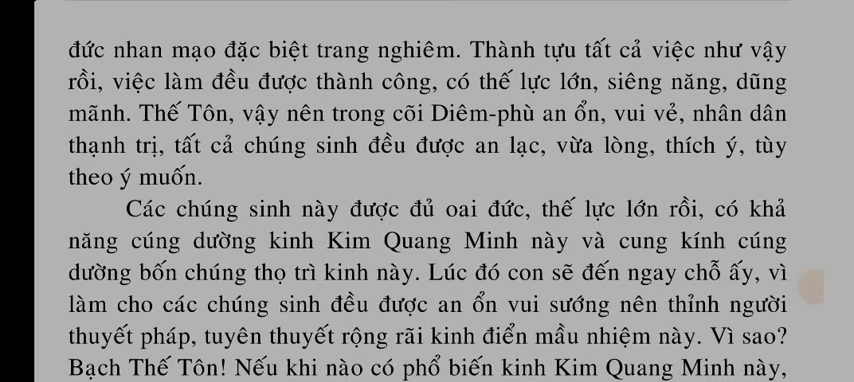 đức nhan mạo đặc biệt trang nghiêm. Thành tựu tất cả việc như vậy
rồi, việc làm đều được thành công, có thế lực lớn, siêng năng, dũng
mãnh. Thế Tôn, vậy nên trong cõi Diêm-phù an ổn, vui vẻ, nhân dân
thạnh trị, tất cả chúng sinh đều được an lạc, vừa lòng, thích ý, tùy
theo ý muốn.
Các chúng sinh này được đủ oai đức, thế lực lớn rồi, có khả
năng cúng dường kinh Kim Quang Minh này và cung kính cúng
dường bốn chúng thọ trì kinh này. Lúc đó con sẽ đến ngay chỗ ấy, vì
làm cho các chúng sinh đều được an ổn vui sướng nên thỉnh người
thuyết pháp, tuyên thuyết rộng rãi kinh điển mầu nhiệm này. Vì sao?
Bạch Thế Tôn! Nếu khi nào có phổ biến kinh Kim Quang Minh này,